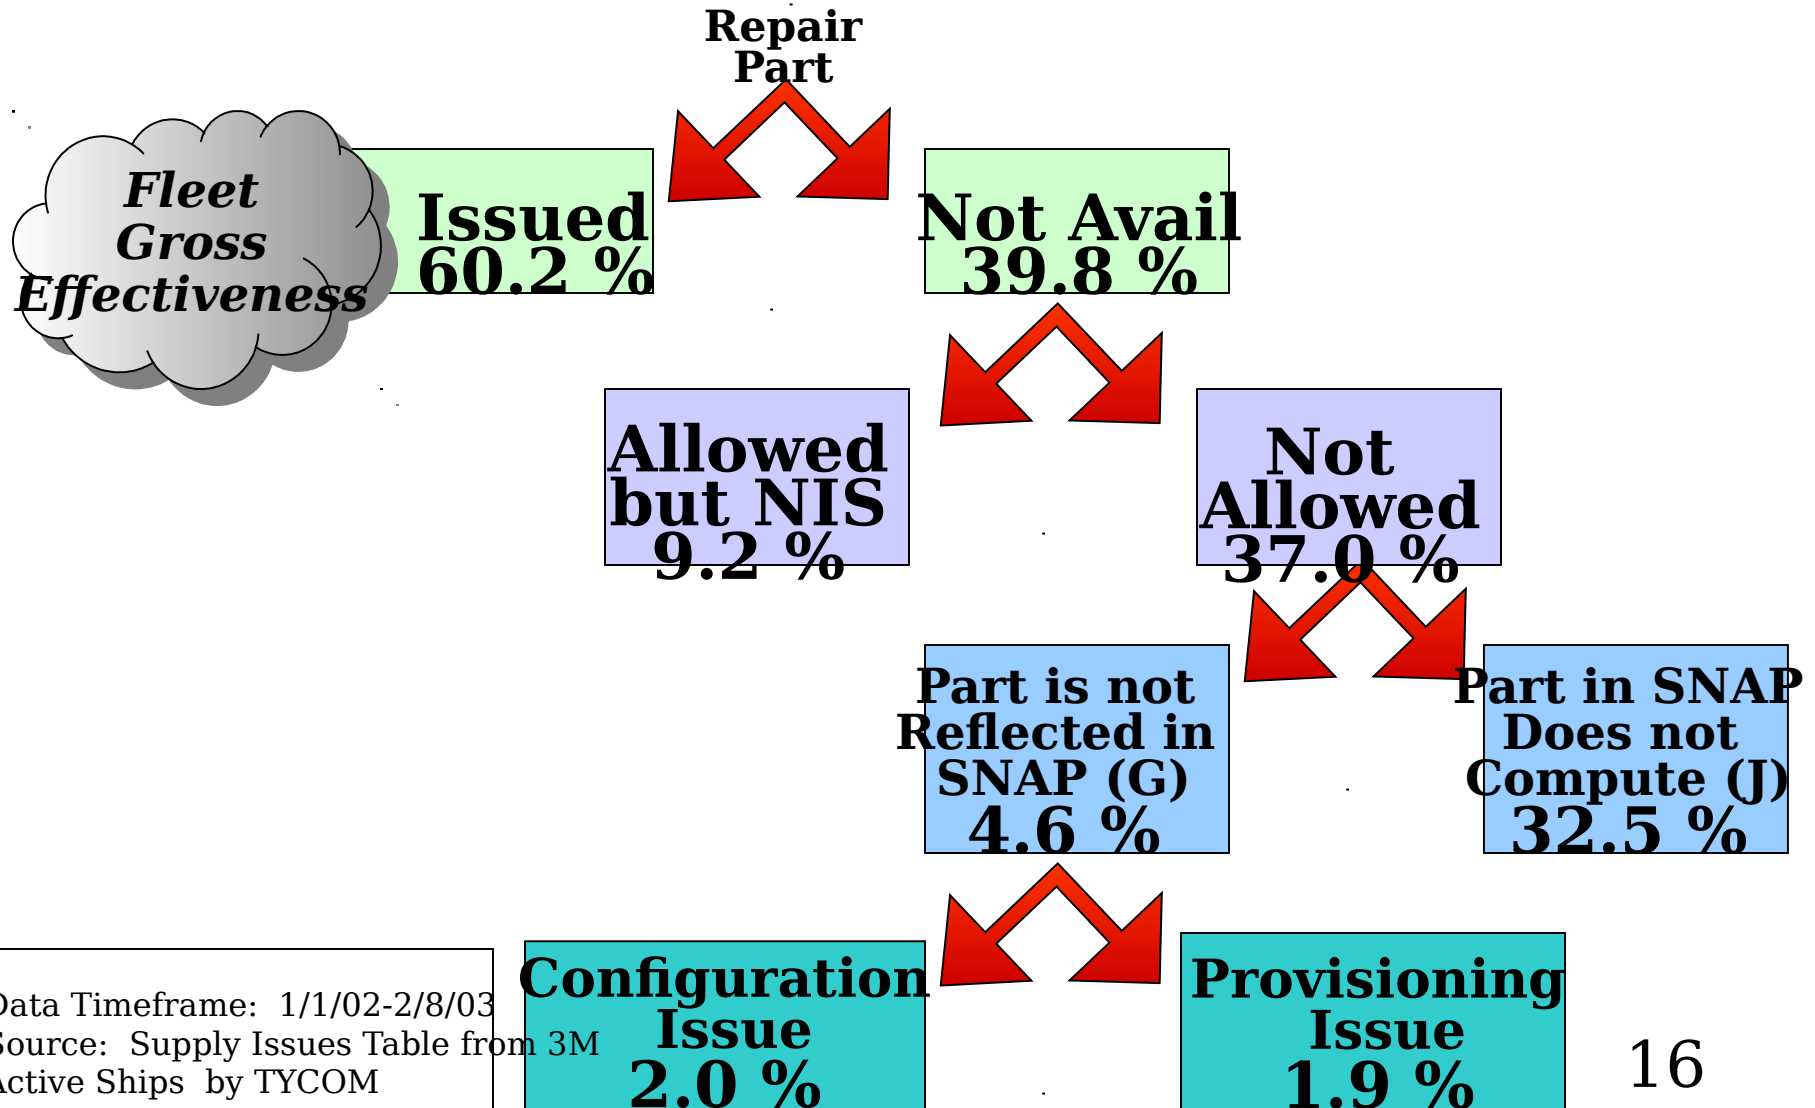 Repair
Part
Fleet
Gross
Effectiveness
Issued
60.2 %
Not Avail
39.8 %
Allowed
but NIS
9.2 %
Not
Allowed
37.0 %
Part is not
Reflected in
SNAP (G)
4.6 %
Part in SNAP
Does not
Compute (J)
32.5 %
Configuration
Issue
2.0 %
Provisioning
Issue
1.9 %
Data Timeframe:  1/1/02-2/8/03
Source:  Supply Issues Table from 3M
Active Ships  by TYCOM
16